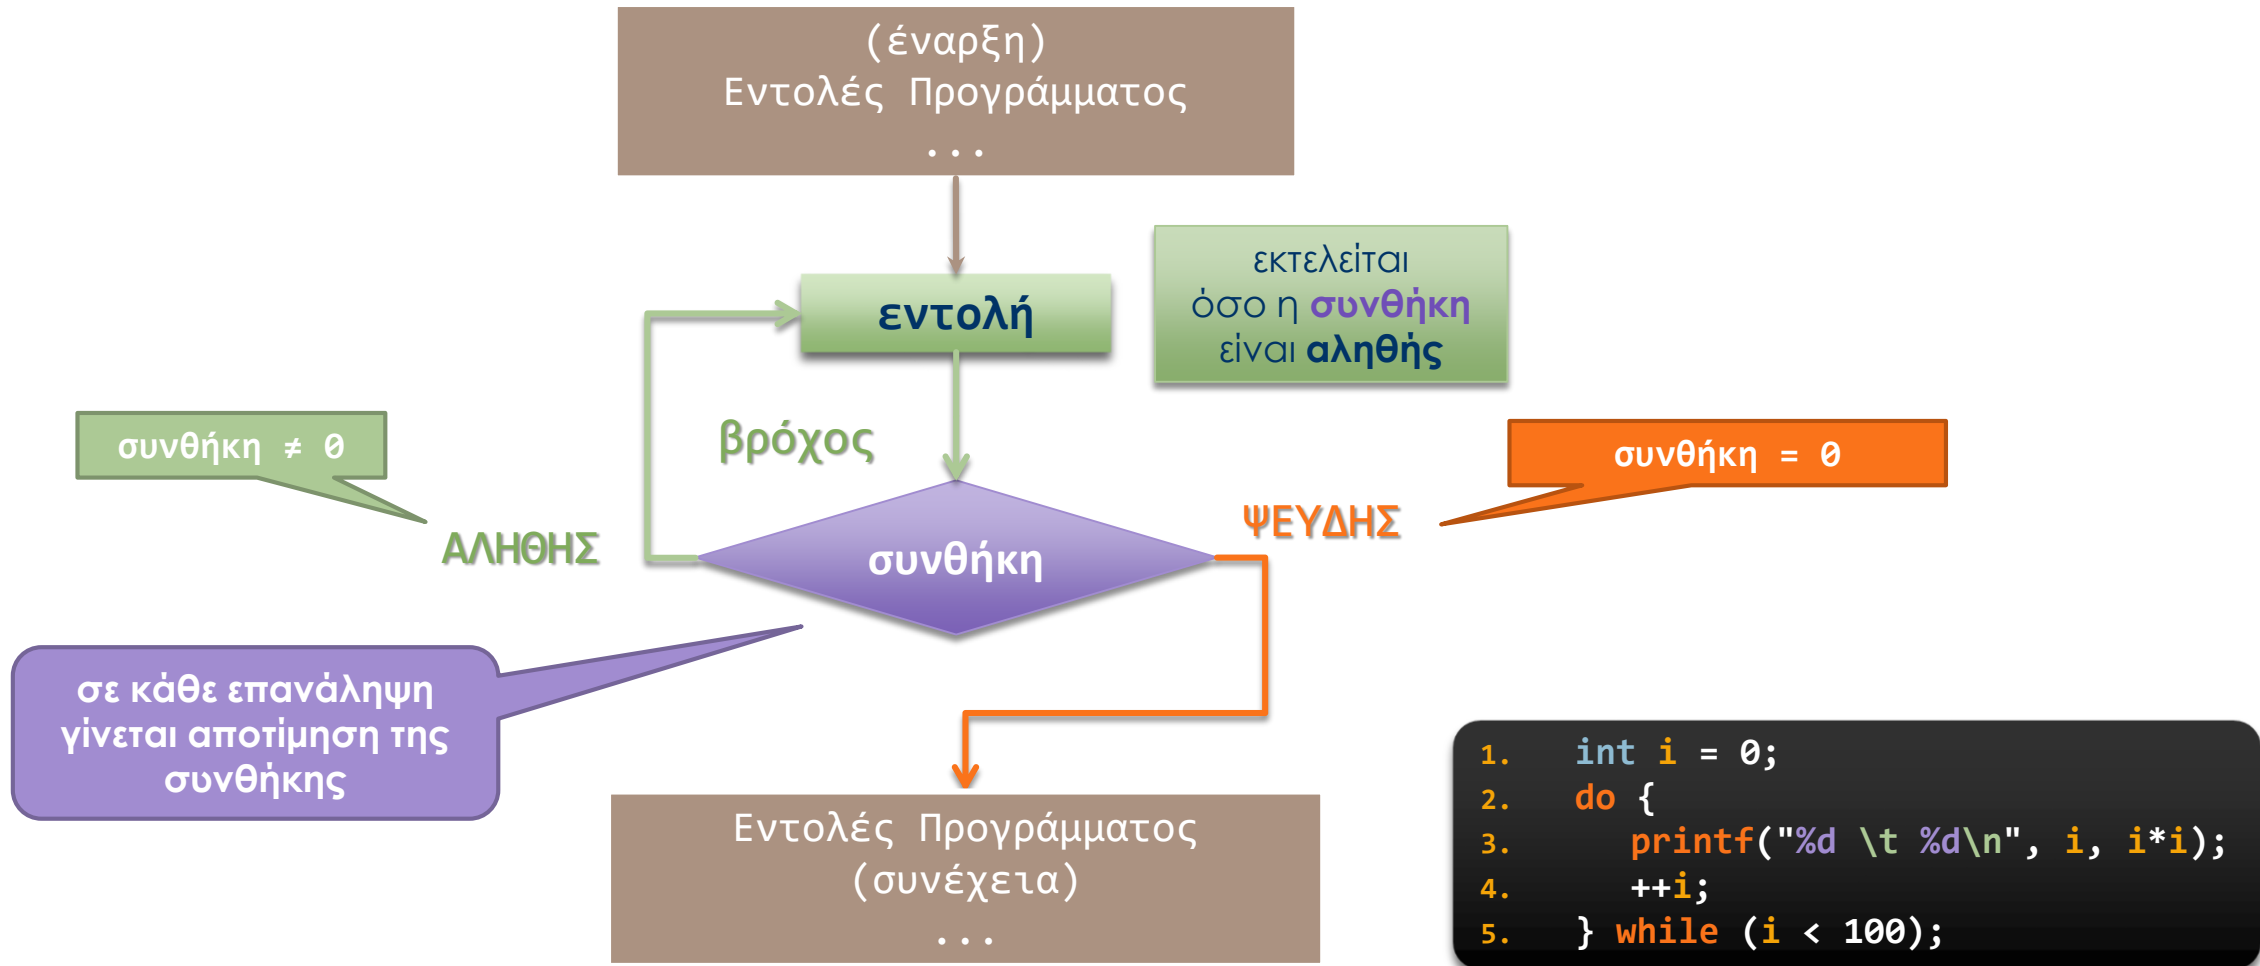 (έναρξη)
Εντολές Προγράμματος
...
εντολή
εκτελείται
όσο η συνθήκη
είναι αληθής
βρόχος
συνθήκη ≠ 0
ΑΛΗΘΗΣ
συνθήκη
συνθήκη = 0
ΨΕΥΔΗΣ
σε κάθε επανάληψη
γίνεται αποτίμηση της
συνθήκης
Εντολές Προγράμματος
(συνέχεια)
...
1. int i = 0;
2. do {
3. printf("%d \t %d\n", i, i*i);
4. ++i;
5. } while (i < 100);